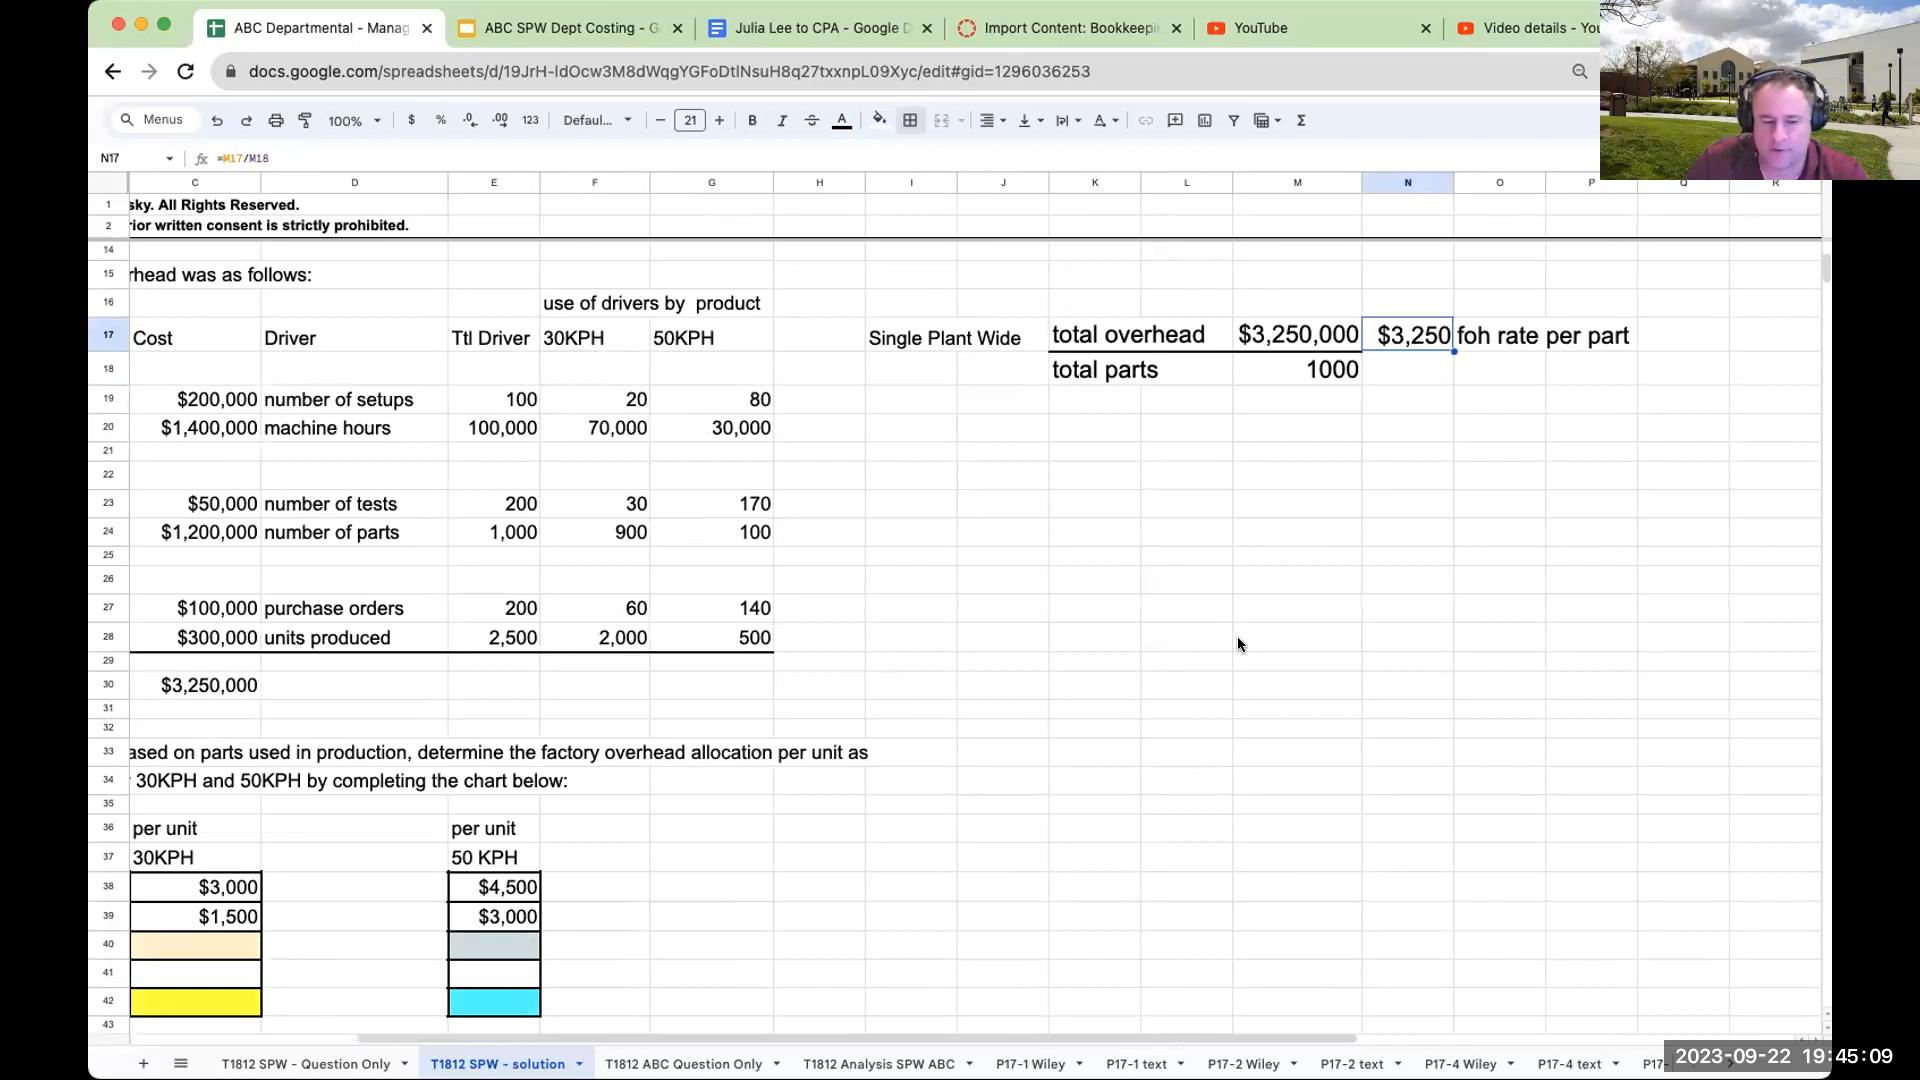 ABC Departmental - Manag
ABC SPW Dept Costing - G
Julia Lee to CPA - Google D
Import Content: Bookkeepi
YouTube
Video details - You
docs.google.com/spreadsheets/d/19JrH-IdOcw3M8dWqgYGFoDtlNsuH8q27txxnpL09Xyc/edit#gid=1296036253
Menus 100% $ % .0 .00 123 Defaul... 21 B I A
N17 fx =M17/M18
C D E F G H I J K L M N O P Q R
1 sky. All Rights Reserved.
2 rior written consent is strictly prohibited.
14
15 rhead was as follows:
16 use of drivers by product
17 Cost Driver Ttl Driver 30KPH 50KPH Single Plant Wide total overhead $3,250,000 $3,250 foh rate per part
18 total parts 1000
19 $200,000 number of setups 100 20 80
20 $1,400,000 machine hours 100,000 70,000 30,000
21
22
23 $50,000 number of tests 200 30 170
24 $1,200,000 number of parts 1,000 900 100
25
26
27 $100,000 purchase orders 200 60 140
28 $300,000 units produced 2,500 2,000 500
29
30 $3,250,000
31
32
33 ased on parts used in production, determine the factory overhead allocation per unit as
34 30KPH and 50KPH by completing the chart below:
35
36 per unit per unit
37 30KPH 50 KPH
38 $3,000 $4,500
39 $1,500 $3,000
40
41
42
43
T1812 SPW - Question Only T1812 SPW - solution T1812 ABC Question Only T1812 Analysis SPW ABC P17-1 Wiley P17-1 text P17-2 Wiley P17-2 text P17-4 Wiley P17-4 text P17-
2023-09-22 19:45:09